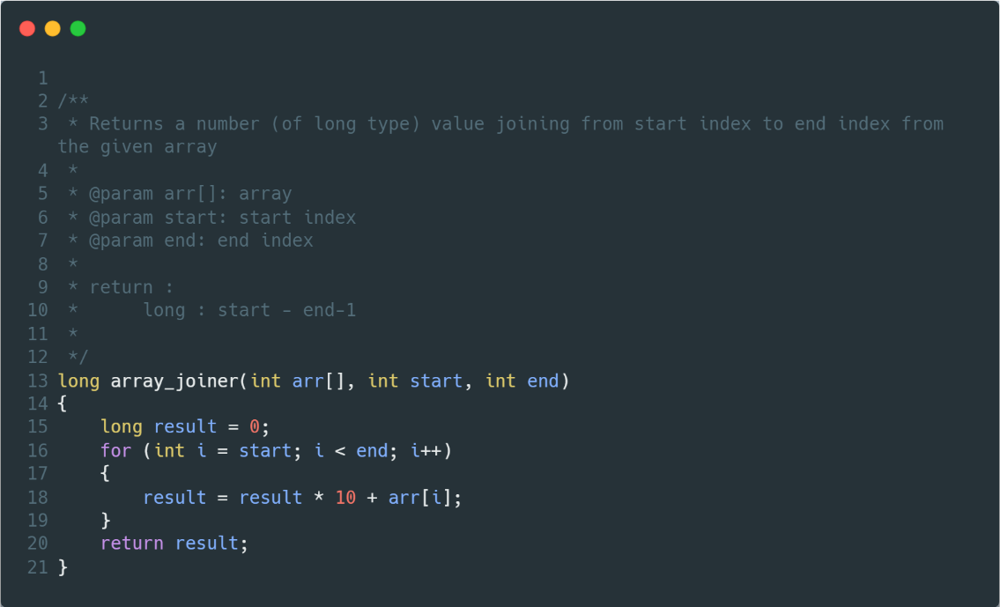 1
2 /**
3  * Returns a number (of long type) value joining from start index to end index from
the given array
4  *
5  * @param arr[]: array
6  * @param start: start index
7  * @param end: end index
8  *
9  * return :
10  *      long : start - end-1
11  *
12  */
13 long array_joiner(int arr[], int start, int end)
14 {
15     long result = 0;
16     for (int i = start; i < end; i++)
17     {
18         result = result * 10 + arr[i];
19     }
20     return result;
21 }